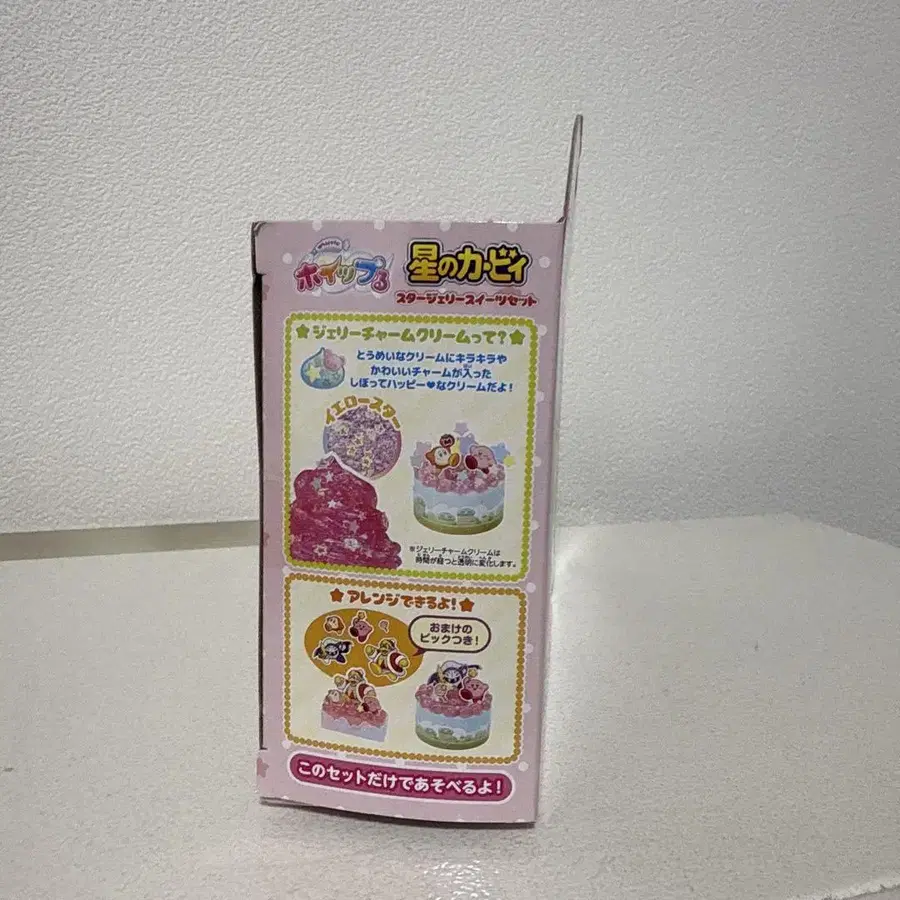 ホイップる
星のカービィ
スタージェリースイーツセット
ジェリーチャームクリームって?
とうめいなクリームにキラキラや
かわいいチャームが入った
しぼってハッピー♥なクリームだよ!
イエロースター
※ジェリーチャームクリームは
時間が経つと透明に変化します。
アレンジできるよ!
おまけの
ピックつき!
このセットだけであそべるよ!